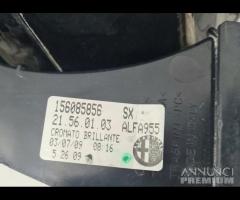 156085856 SX
21.56.01.03 ALFA955
CROMATO BRILLANTE
03/07/09 08:16
5 26 09
ANNUNCI
PREMIUM